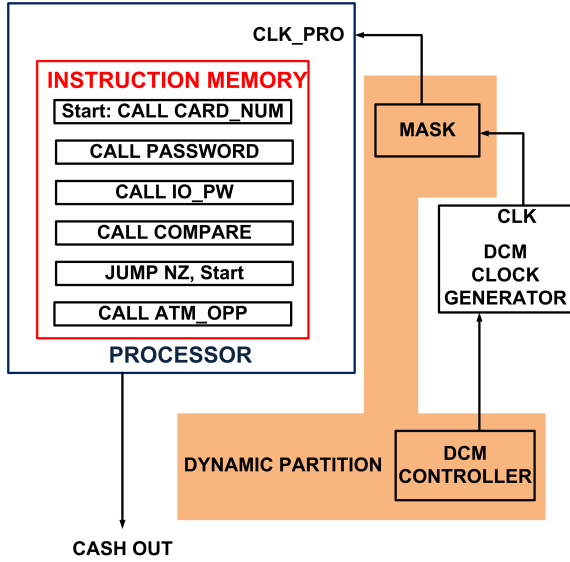 CLK_PRO
INSTRUCTION MEMORY
Start: CALL CARD_NUM
CALL PASSWORD
CALL IO_PW
CALL COMPARE
JUMP NZ, Start
CALL ATM_OPP
PROCESSOR
MASK
CLK
DCM
CLOCK
GENERATOR
DYNAMIC PARTITION
DCM
CONTROLLER
CASH OUT